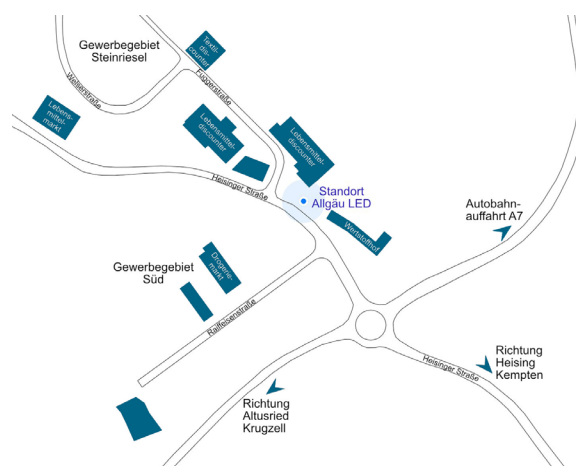 Gewerbegebiet
Steinriesel
Textil-
dis-
counter
Fuggerstraße
Welserstraße
Lebens-
mittel-
markt
Lebensmittel-
discounter
Lebensmittel-
discounter
Heisinger Straße
Standort
Allgäu LED
Wertstoffhof
Autobahn-
auffahrt A7
Gewerbegebiet
Süd
Drogerie-
markt
Raiffeisenstraße
Heisinger Straße
Richtung
Heising
Kempten
Richtung
Altusried
Krugzell